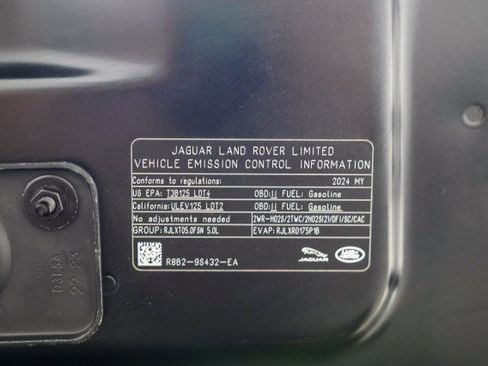 JAGUAR LAND ROVER LIMITED
VEHICLE EMISSION CONTROL INFORMATION
Conforms to regulations: 2024 MY
US EPA: T3B125 LDT4 OBD:II FUEL: Gasoline
California: ULEV125 LDT2 OBD:II FUEL: Gasoline
No adjustments needed 2WR-HO2S/2TWC/2HO2S(2)/DFI/SC/CAC
GROUP: RJLXT05.0FSN 5.0L EVAP: RJLXR0175P1B
R8B2-9S432-EA
JAGUAR